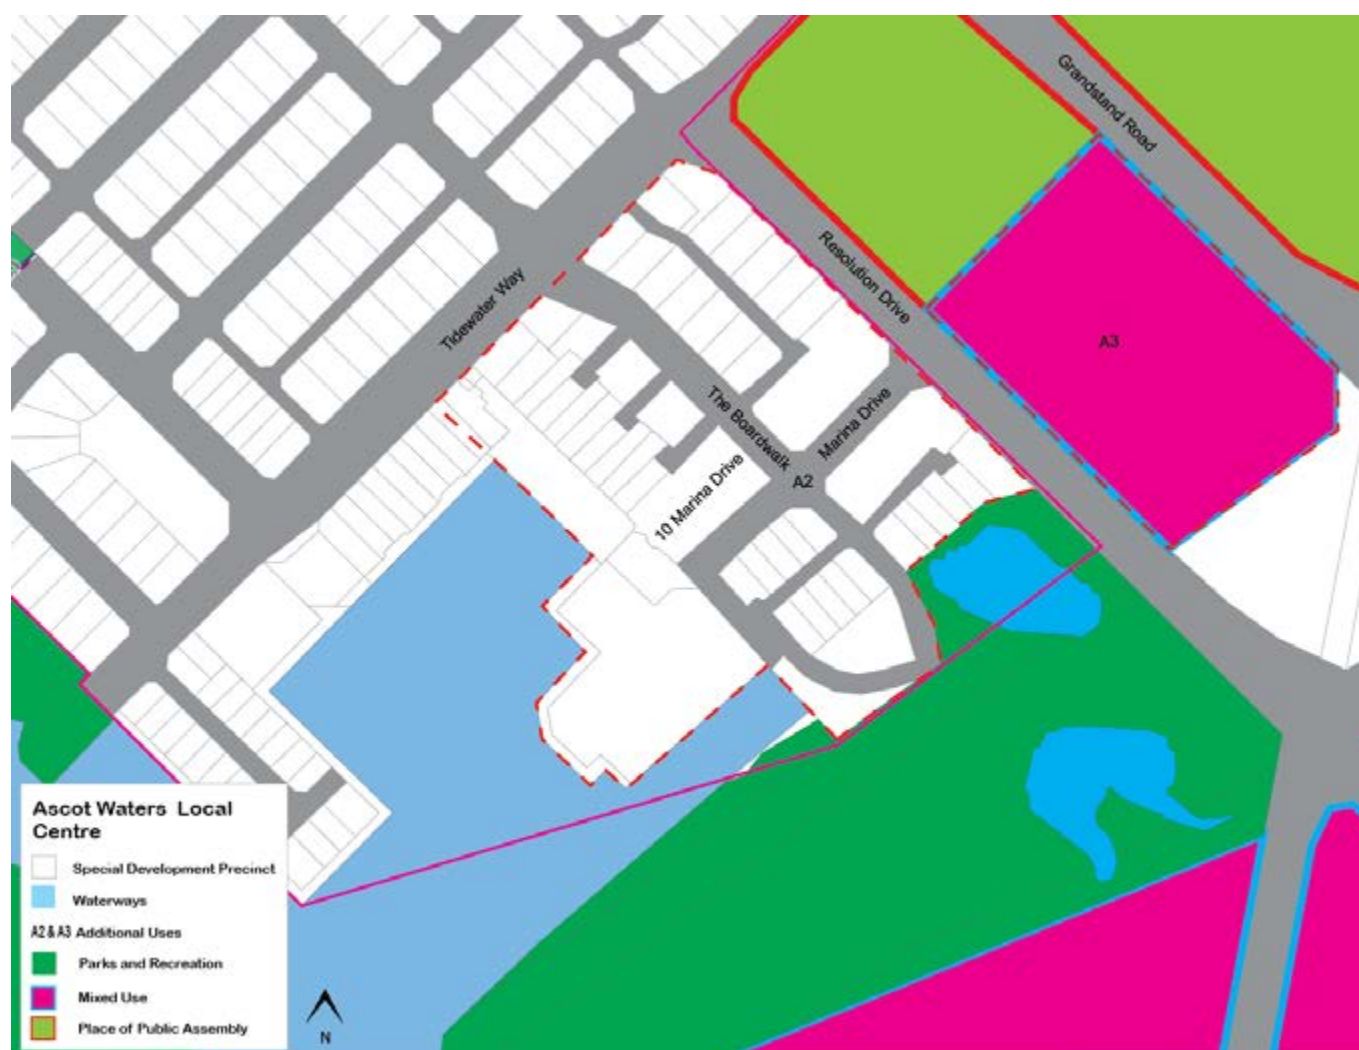 Grandstand Road
Resolution Drive
A3
Tidewater Way
The Boardwalk
Marina Drive
A2
10 Marina Drive
Ascot Waters Local
Centre
Special Development Precinct
Waterways
A2 & A3 Additional Uses
Parks and Recreation
Mixed Use
Place of Public Assembly
N